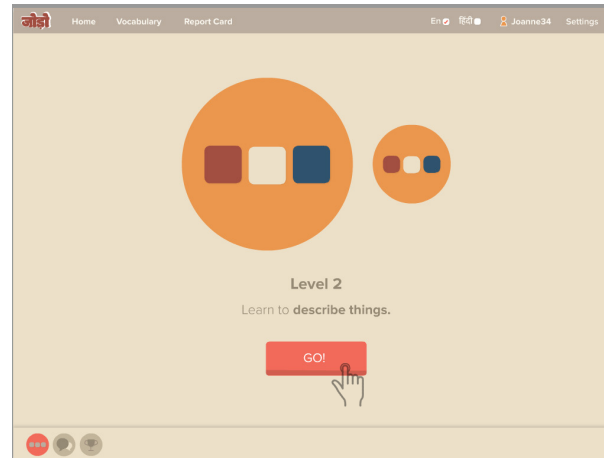 जोड़ो Home Vocabulary Report Card En हिंदी Joanne34 Settings
Level 2
Learn to describe things.
GO!